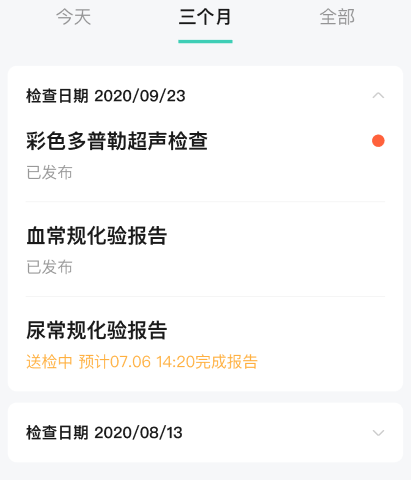 今天 三个月 全部
检查日期 2020/09/23
彩色多普勒超声检查
已发布
血常规化验报告
已发布
尿常规化验报告
送检中 预计07.06 14:20完成报告
检查日期 2020/08/13